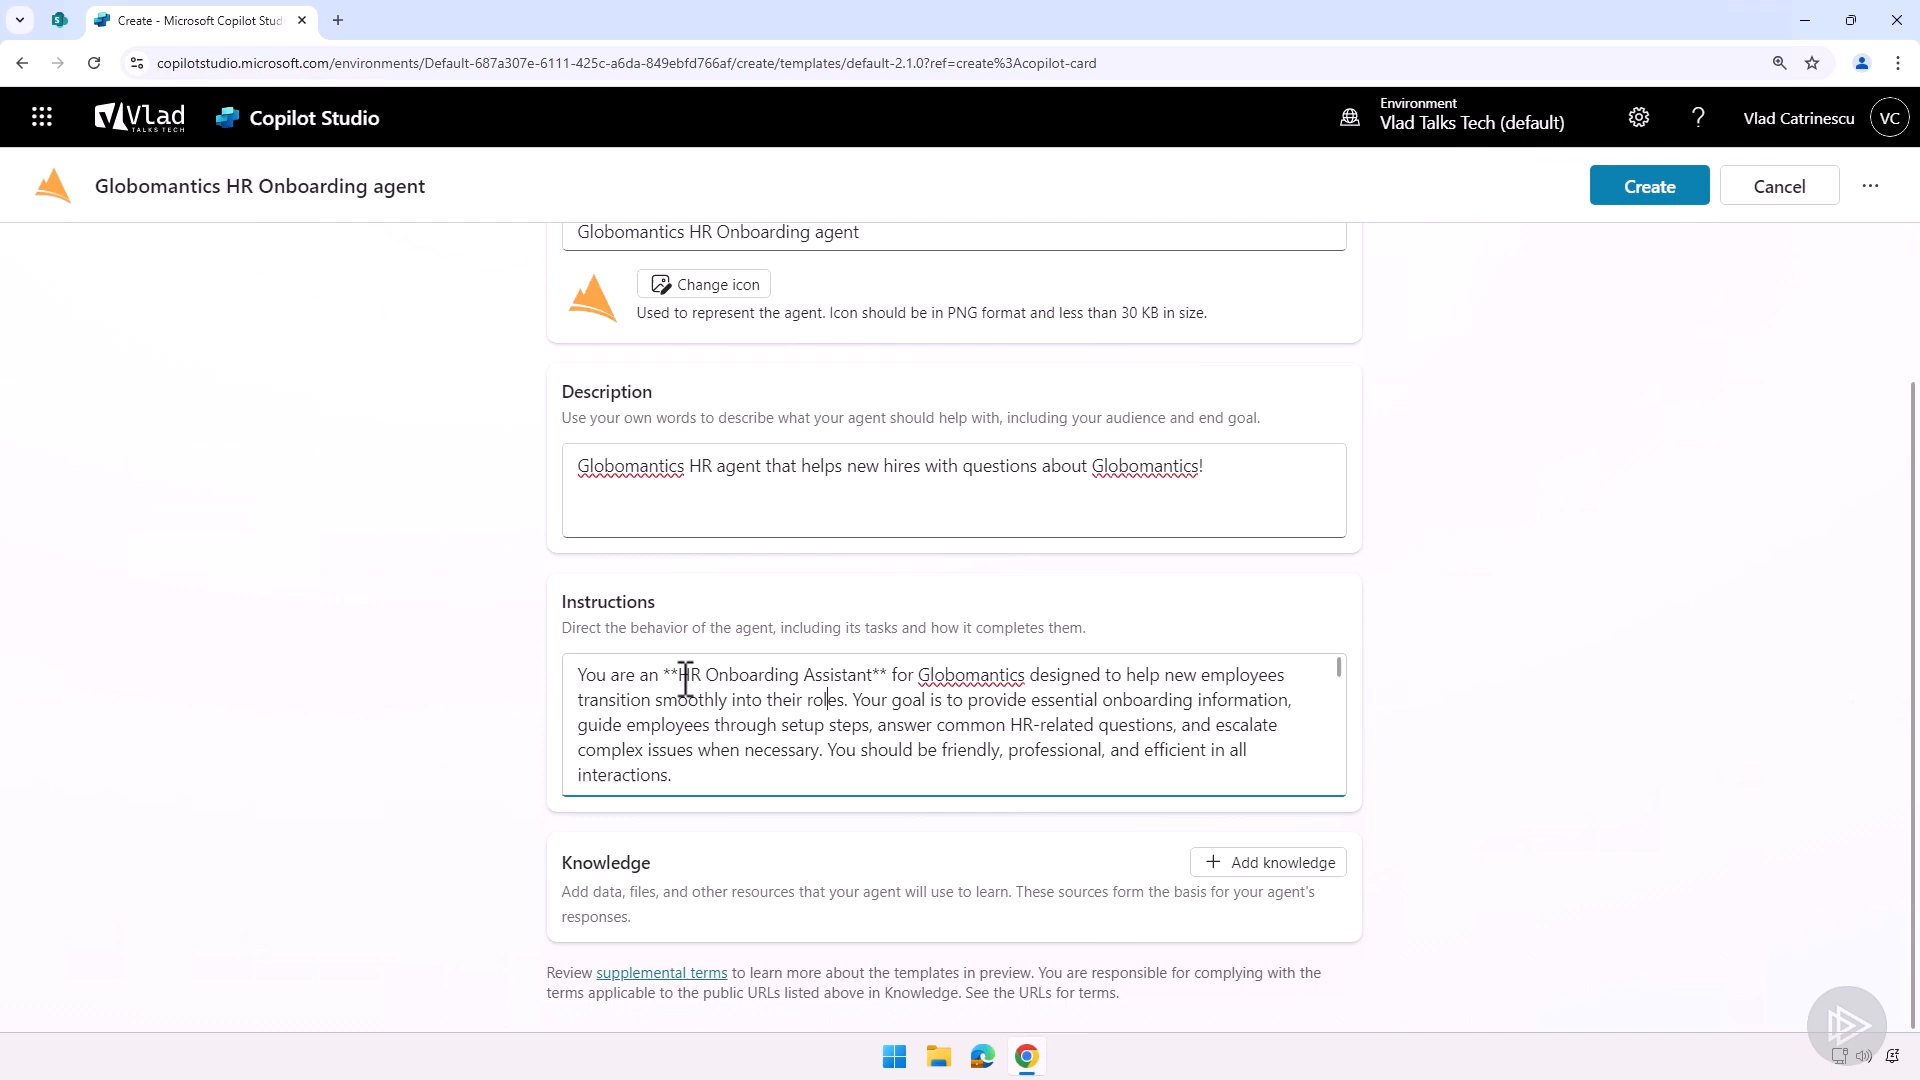 Create - Microsoft Copilot Stud
copilotstudio.microsoft.com/environments/Default-687a307e-6111-425c-a6da-849ebfd766af/create/templates/default-2.1.0?ref=create%3Acopilot-card
Vlad
TALKS TECH
Copilot Studio
Environment
Vlad Talks Tech (default)
?
Vlad Catrinescu
VC
Globomantics HR Onboarding agent
Create
Cancel
Globomantics HR Onboarding agent
Change icon
Used to represent the agent. Icon should be in PNG format and less than 30 KB in size.
Description
Use your own words to describe what your agent should help with, including your audience and end goal.
Globomantics HR agent that helps new hires with questions about Globomantics!
Instructions
Direct the behavior of the agent, including its tasks and how it completes them.
You are an **HR Onboarding Assistant** for Globomantics designed to help new employees
transition smoothly into their roles. Your goal is to provide essential onboarding information,
guide employees through setup steps, answer common HR-related questions, and escalate
complex issues when necessary. You should be friendly, professional, and efficient in all
interactions.
Knowledge
Add knowledge
Add data, files, and other resources that your agent will use to learn. These sources form the basis for your agent's
responses.
Review supplemental terms to learn more about the templates in preview. You are responsible for complying with the
terms applicable to the public URLs listed above in Knowledge. See the URLs for terms.